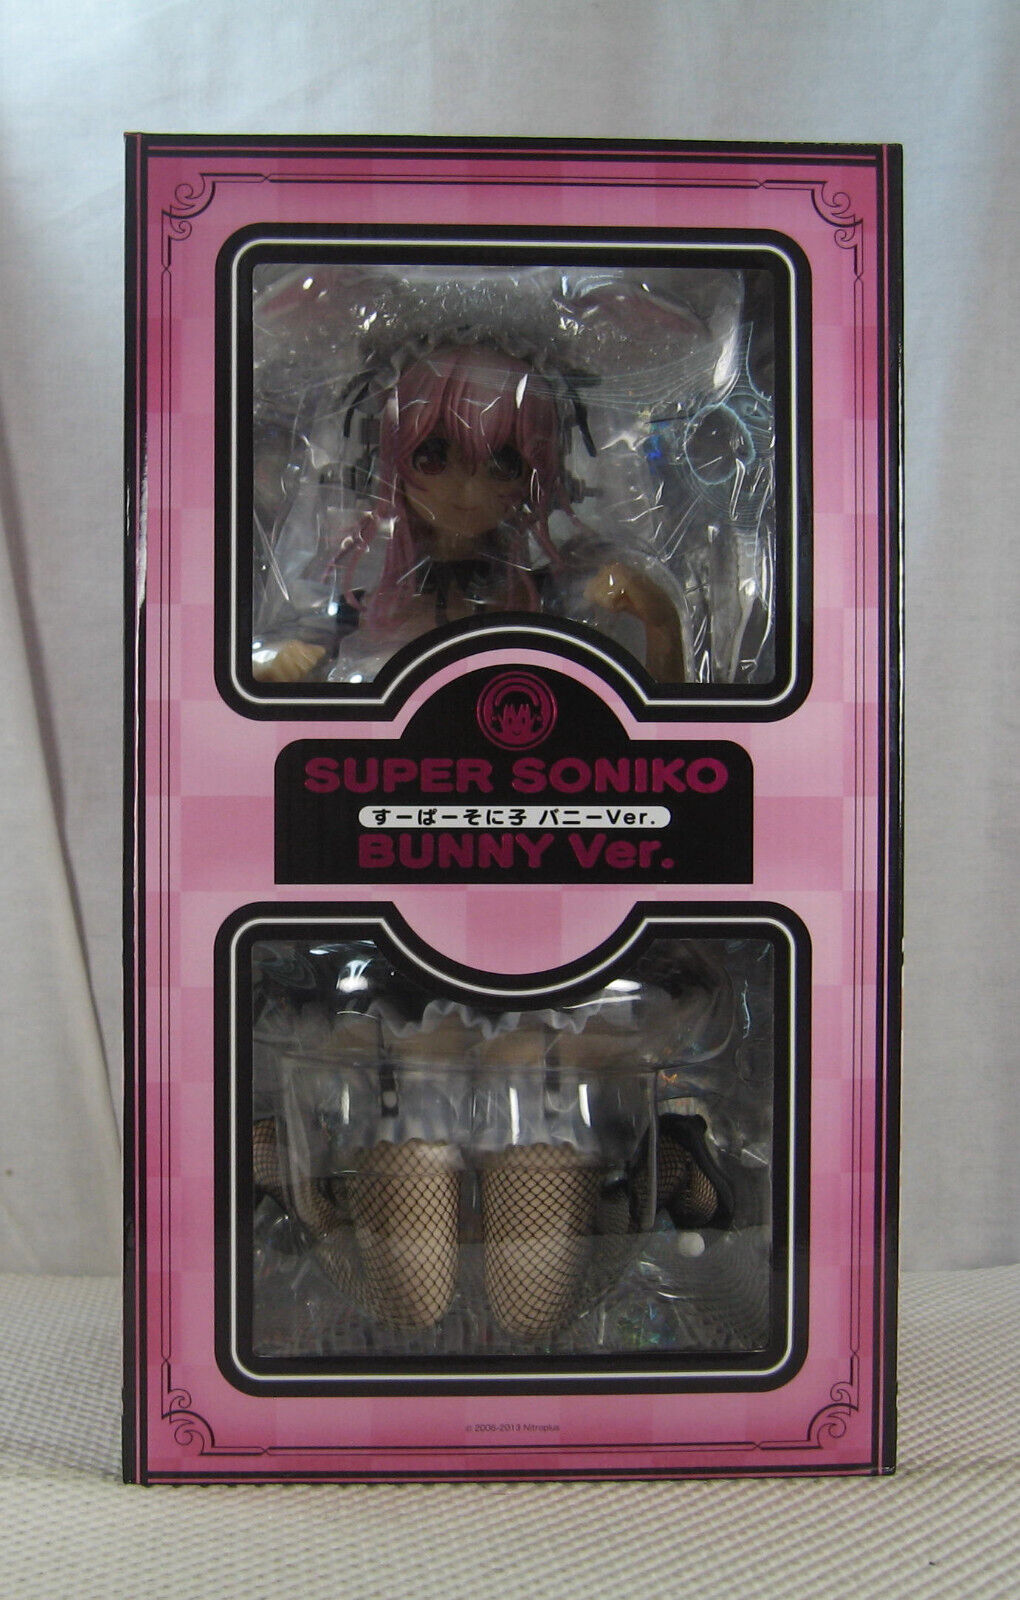 SUPER SONIKO
すーぱーそに子 バニーVer.
BUNNY Ver.
© 2006-2013 Nitroplus